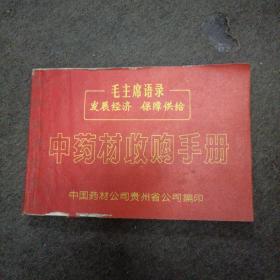 毛主席语录
发展经济 保障供给
中药材收购手册
中国药材公司贵州省公司编印